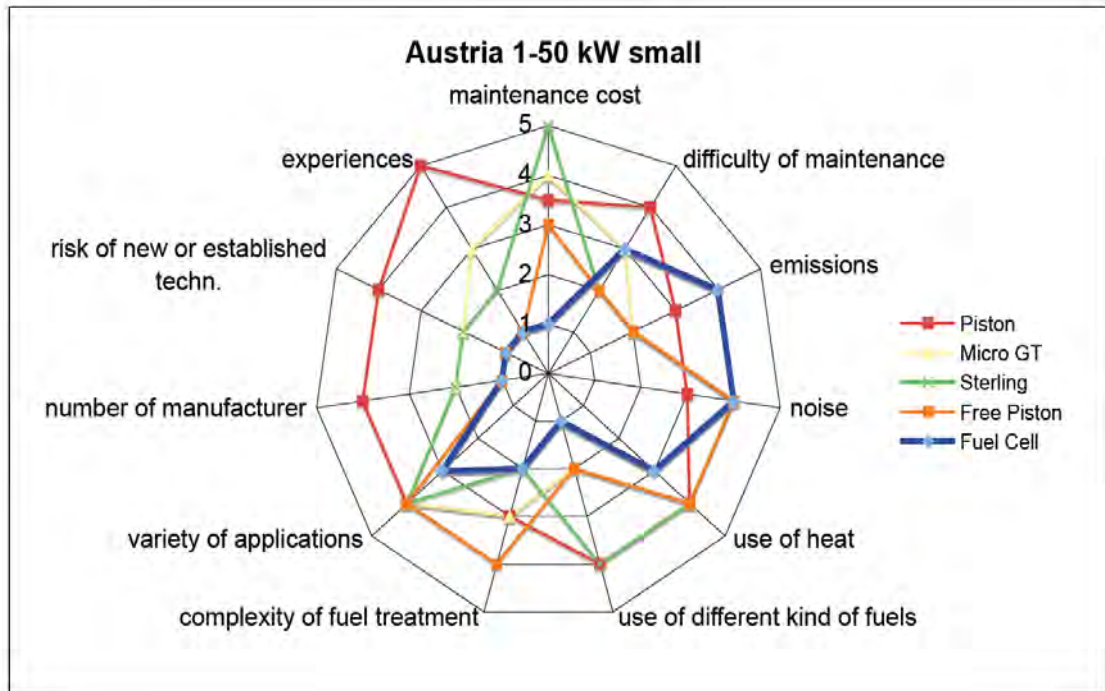 Austria 1-50 kW small
maintenance cost
5
experiences
difficulty of maintenance
4
risk of new or established
techn.
3
emissions
2
1
Piston
Micro GT
0
Sterling
number of manufacturer
noise
Free Piston
Fuel Cell
variety of applications
use of heat
complexity of fuel treatment
use of different kind of fuels